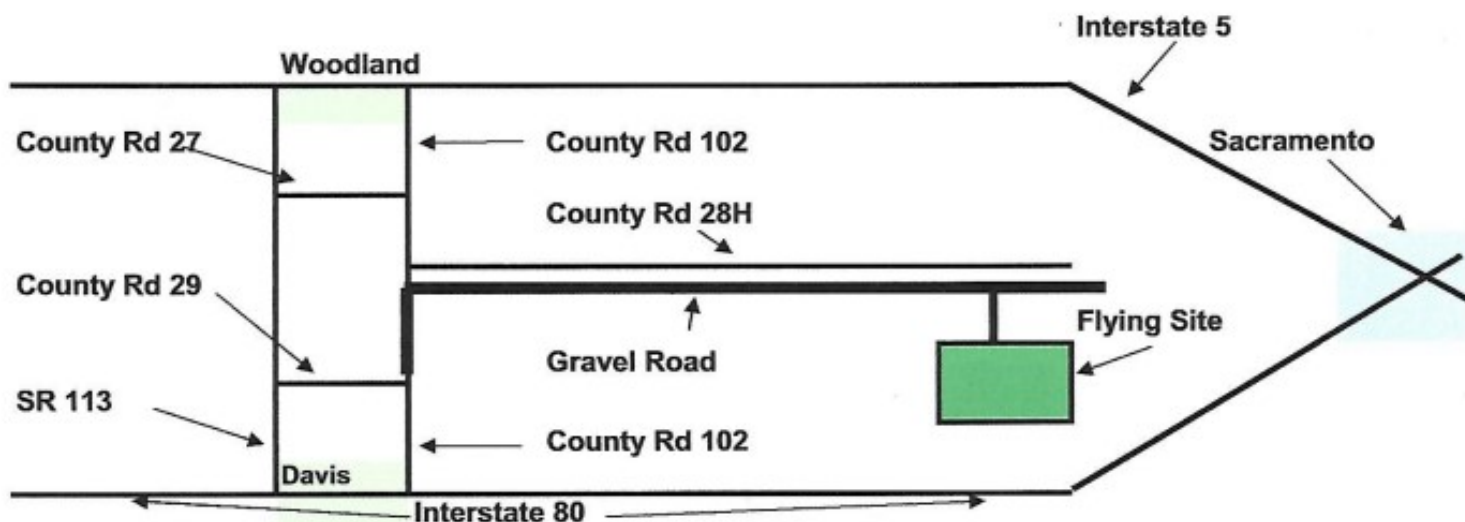 Interstate 5
Woodland
County Rd 27
County Rd 102
Sacramento
County Rd 28H
County Rd 29
Flying Site
Gravel Road
SR 113
County Rd 102
Davis
Interstate 80